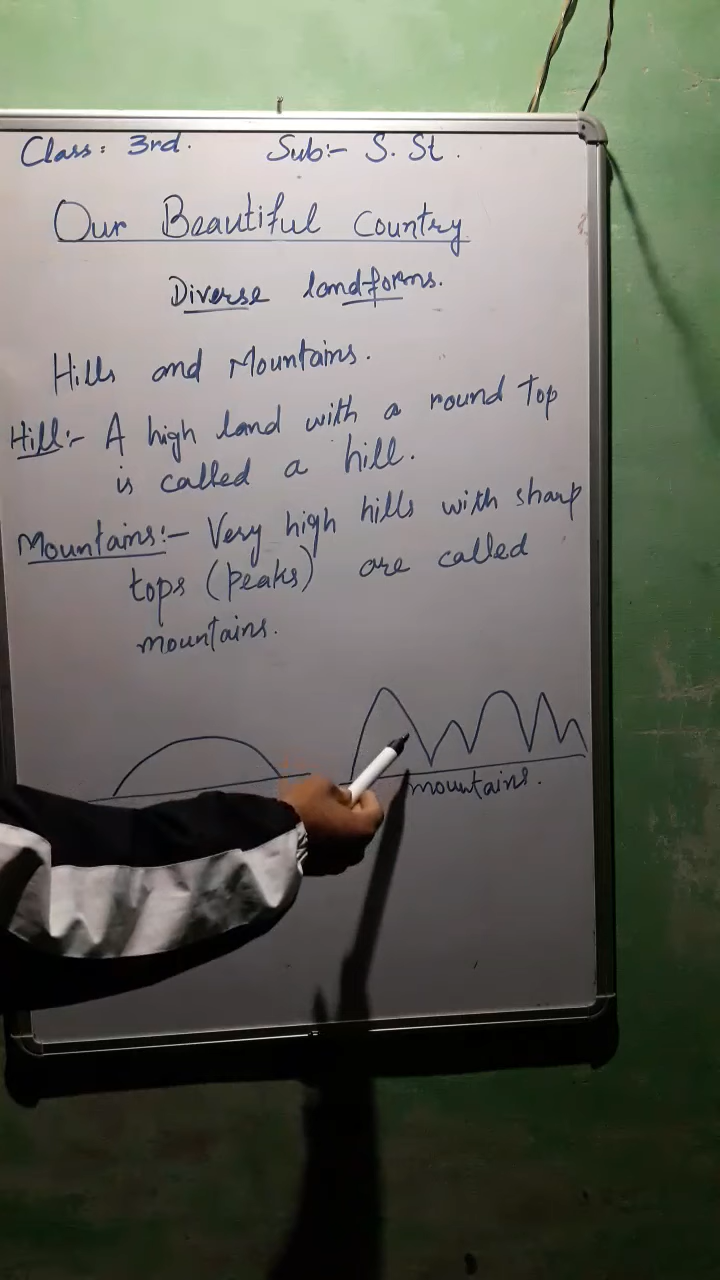 Class: 3rd. Sub:- S. St.
Our Beautiful Country
Diverse landforms.
Hills and Mountains.
Hill:- A high land with a round top
is called a hill.
Mountains:- Very high hills with sharp
tops (peaks) are called
mountains.
mountains.